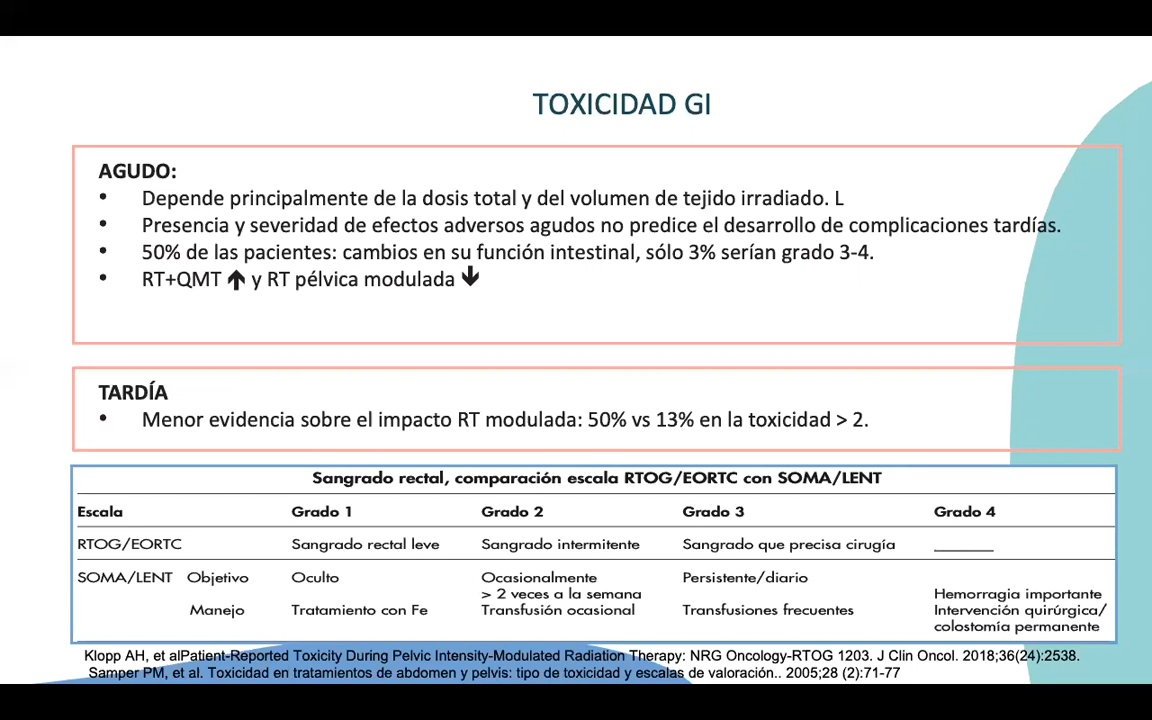 TOXICIDAD GI
AGUDO:
• Depende principalmente de la dosis total y del volumen de tejido irradiado. L
• Presencia y severidad de efectos adversos agudos no predice el desarrollo de complicaciones tardías.
• 50% de las pacientes: cambios en su función intestinal, sólo 3% serían grado 3-4.
• RT+QMT ↑ y RT pélvica modulada ↓
TARDÍA
• Menor evidencia sobre el impacto RT modulada: 50% vs 13% en la toxicidad > 2.
Sangrado rectal, comparación escala RTOG/EORTC con SOMA/LENT
Escala Grado 1 Grado 2 Grado 3 Grado 4
RTOG/EORTC Sangrado rectal leve Sangrado intermitente Sangrado que precisa cirugía ______
SOMA/LENT Objetivo Oculto Ocasionalmente Persistente/diario
> 2 veces a la semana Hemorragia importante
Manejo Tratamiento con Fe Transfusión ocasional Transfusiones frecuentes Intervención quirúrgica/
colostomía permanente
Klopp AH, et alPatient-Reported Toxicity During Pelvic Intensity-Modulated Radiation Therapy: NRG Oncology-RTOG 1203. J Clin Oncol. 2018;36(24):2538.
Samper PM, et al. Toxicidad en tratamientos de abdomen y pelvis: tipo de toxicidad y escalas de valoración.. 2005;28 (2):71-77